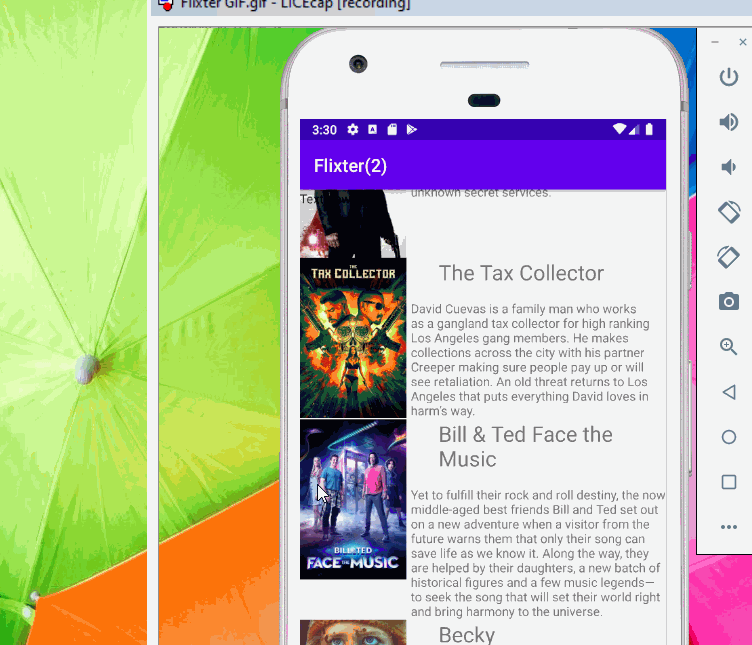 Flixter GIF.gif - LICEcap [recording]
3:30
Flixter(2)
unknown secret services.
Tex
THE
TAX COLLECTOR
The Tax Collector
David Cuevas is a family man who works
as a gangland tax collector for high ranking
Los Angeles gang members. He makes
collections across the city with his partner
Creeper making sure people pay up or will
see retaliation. An old threat returns to Los
Angeles that puts everything David loves in
harm's way.
Bill & Ted Face the
Music
Yet to fulfill their rock and roll destiny, the now
middle-aged best friends Bill and Ted set out
on a new adventure when a visitor from the
future warns them that only their song can
save life as we know it. Along the way, they
are helped by their daughters, a new batch of
historical figures and a few music legends—
to seek the song that will set their world right
and bring harmony to the universe.
BILL & TED
FACE THE MUSIC
Becky